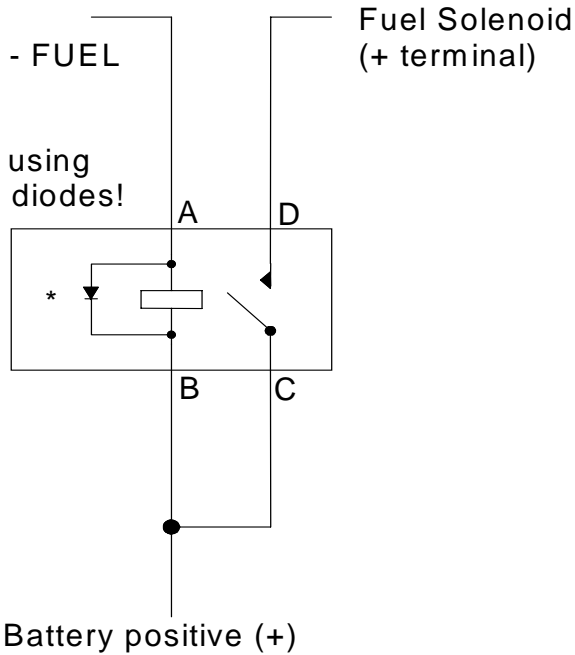 Fuel Solenoid
- FUEL
(+ terminal)
using
diodes!
A
D
*
B
C
Battery positive (+)